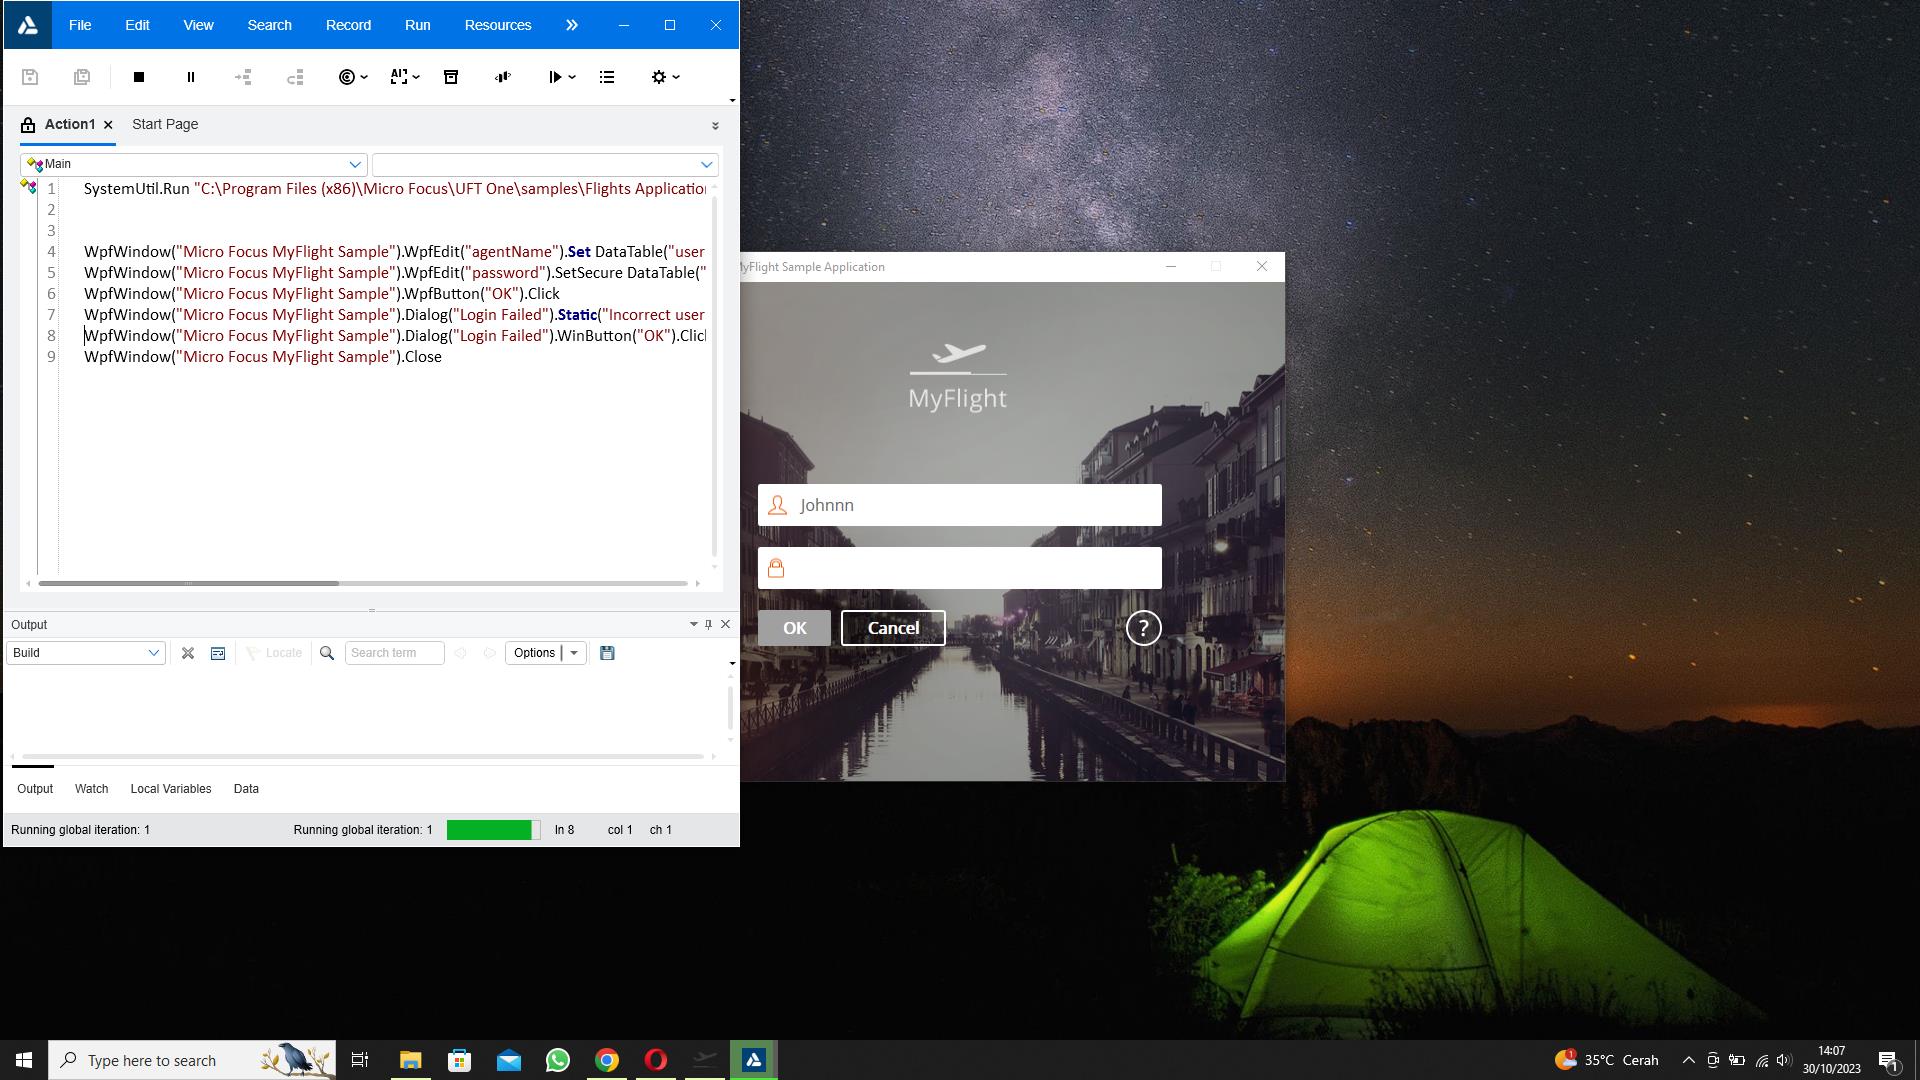 File Edit View Search Record Run Resources
Action1 Start Page
Main
1 SystemUtil.Run "C:\Program Files (x86)\Micro Focus\UFT One\samples\Flights Application
2
3
4 WpfWindow("Micro Focus MyFlight Sample").WpfEdit("agentName").Set DataTable("user
5 WpfWindow("Micro Focus MyFlight Sample").WpfEdit("password").SetSecure DataTable("
6 WpfWindow("Micro Focus MyFlight Sample").WpfButton("OK").Click
7 WpfWindow("Micro Focus MyFlight Sample").Dialog("Login Failed").Static("Incorrect user
8 WpfWindow("Micro Focus MyFlight Sample").Dialog("Login Failed").WinButton("OK").Click
9 WpfWindow("Micro Focus MyFlight Sample").Close
Output
Build Locate Search term Options
Output Watch Local Variables Data
Running global iteration: 1 Running global iteration: 1 ln 8 col 1 ch 1
MyFlight Sample Application
MyFlight
Johnnn
OK Cancel ?
Type here to search
1 35°C Cerah
14:07
30/10/2023
1